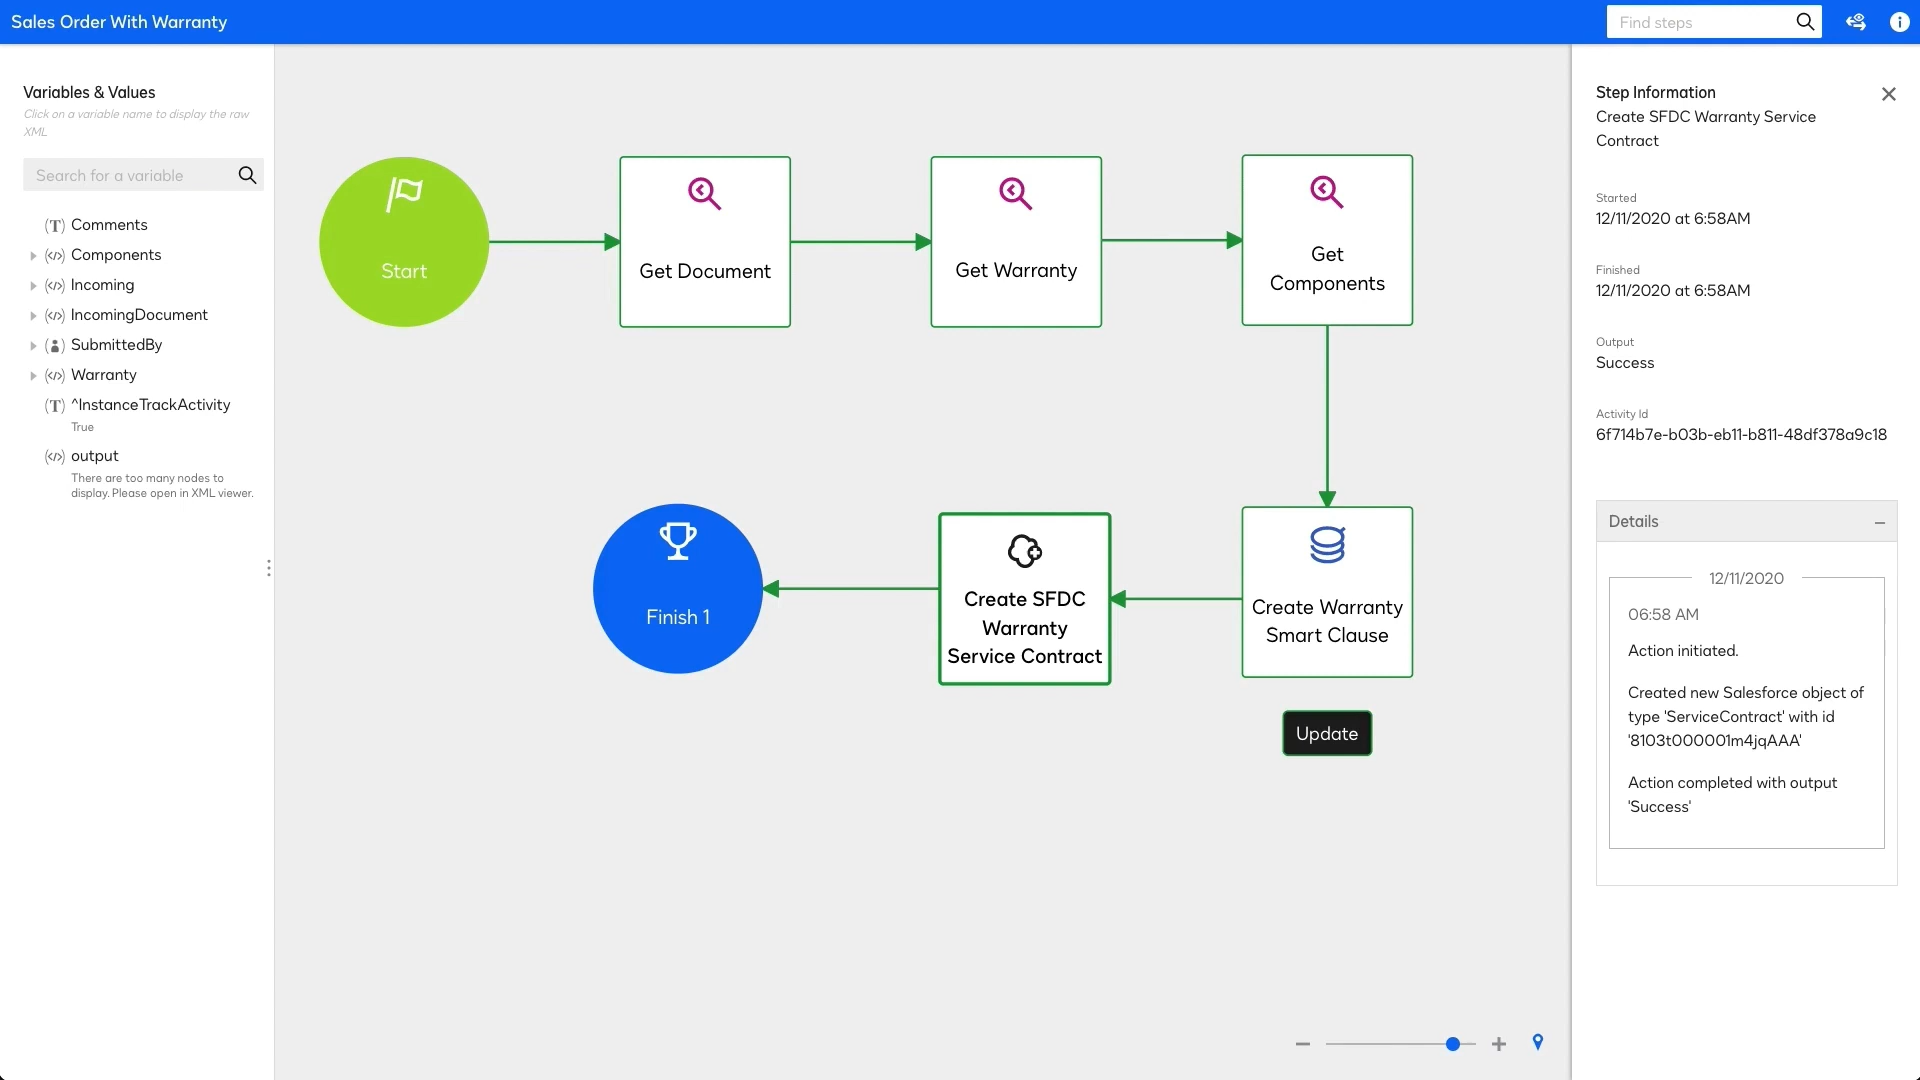 Sales Order With Warranty
Find steps
Variables & Values
Click on a variable name to display the raw
XML
Search for a variable
(T) Comments
(</>) Components
(</>) Incoming
(</>) IncomingDocument
SubmittedBy
(</>) Warranty
(T) ^InstanceTrackActivity
True
(</>) output
There are too many nodes to
display. Please open in XML viewer.
Start
Get Document
Get Warranty
Get
Components
Finish 1
Create SFDC
Warranty
Service Contract
Create Warranty
Smart Clause
Update
Step Information
Create SFDC Warranty Service
Contract
Started
12/11/2020 at 6:58AM
Finished
12/11/2020 at 6:58AM
Output
Success
Activity Id
6f714b7e-b03b-eb11-b811-48df378a9c18
Details
12/11/2020
06:58 AM
Action initiated.
Created new Salesforce object of
type 'ServiceContract' with id
'8103t000001m4jqAAA'
Action completed with output
'Success'